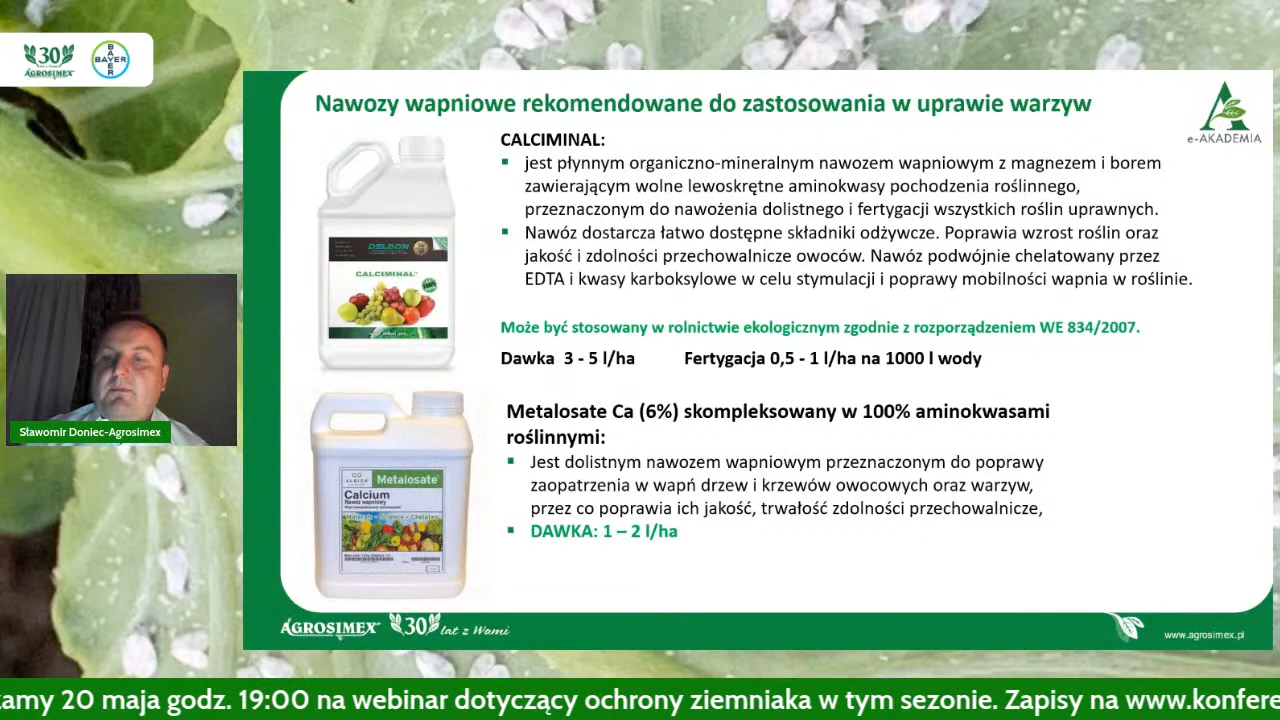 30
AGROSIMEX
BAYER
BAYER
Nawozy wapniowe rekomendowane do zastosowania w uprawie warzyw
e-AKADEMIA
CALCIMINAL:
jest płynnym organiczno-mineralnym nawozem wapniowym z magnezem i borem
zawierającym wolne lewoskrętne aminokwasy pochodzenia roślinnego,
przeznaczonym do nawożenia dolistnego i fertygacji wszystkich roślin uprawnych.
Nawóz dostarcza łatwo dostępne składniki odżywcze. Poprawia wzrost roślin oraz
jakość i zdolności przechowalnicze owoców. Nawóz podwójnie chelatowany przez
EDTA i kwasy karboksylowe w celu stymulacji i poprawy mobilności wapnia w roślinie.
Może być stosowany w rolnictwie ekologicznym zgodnie z rozporządzeniem WE 834/2007.
Dawka 3 - 5 l/ha Fertygacja 0,5 - 1 l/ha na 1000 l wody
DELSON
CALCIMINAL
Sławomir Doniec-Agrosimex
Metalosate Ca (6%) skompleksowany w 100% aminokwasami
roślinnymi:
Jest dolistnym nawozem wapniowym przeznaczonym do poprawy
zaopatrzenia w wapń drzew i krzewów owocowych oraz warzyw,
przez co poprawia ich jakość, trwałość zdolności przechowalnicze,
DAWKA: 1 – 2 l/ha
ALBION
Metalosate
Calcium
Nawóz wapniowy
AGROSIMEX 30 lat z Wami
www.agrosimex.pl
zamy 20 maja godz. 19:00 na webinar dotyczący ochrony ziemniaka w tym sezonie. Zapisy na www.konfere